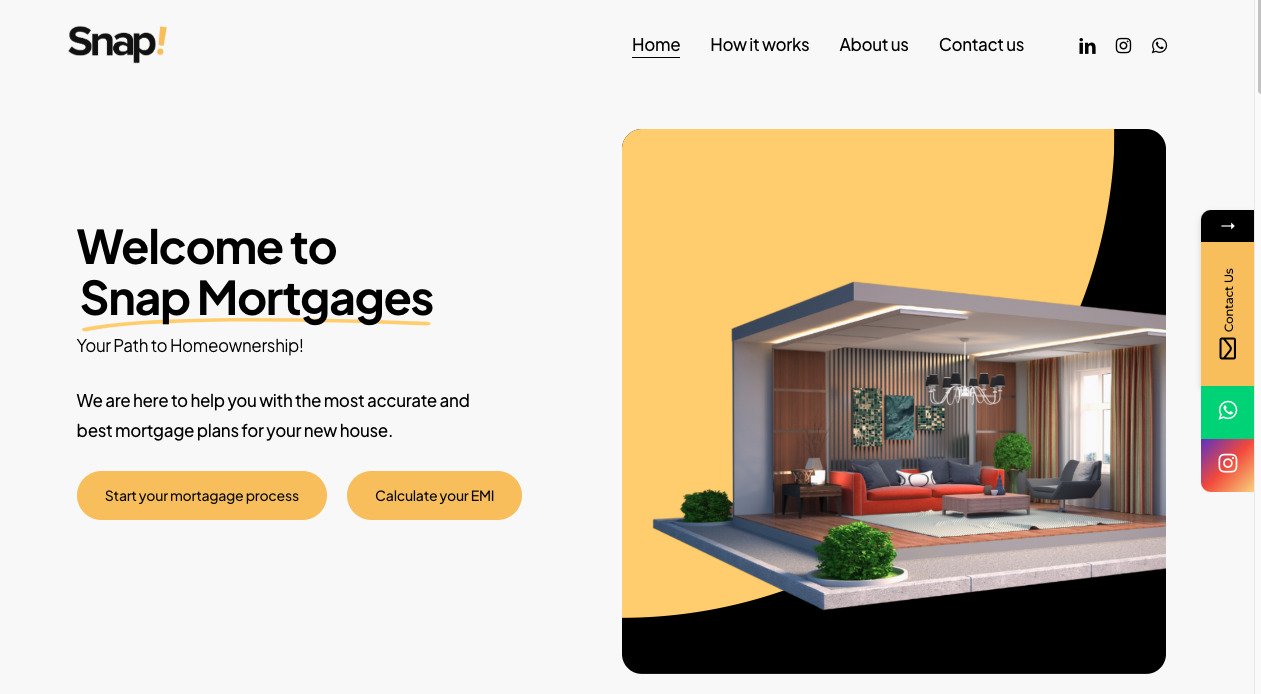 Snap!
Home How it works About us Contact us
Welcome to
Snap Mortgages
Your Path to Homeownership!
We are here to help you with the most accurate and
best mortgage plans for your new house.
Start your mortagage process Calculate your EMI
Contact Us